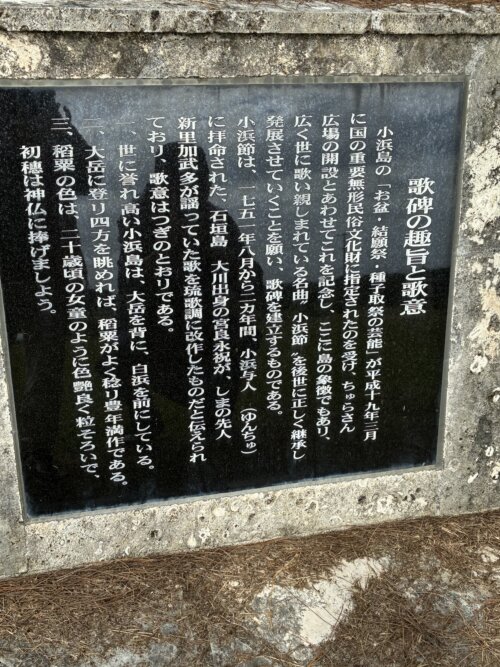 歌碑の趣旨と歌意
小浜島の「お盆、結願祭・種子取祭の芸能」が平成十九年三月
に国の重要無形民俗文化財に指定されたのを受け、ちゅらさん
広場の開設とあわせてこれを記念し、ここに島の象徴でもあり、
広く世に歌い親しまれている名曲〝小浜節〟を後世に正しく継承し
発展させていくことを願い、歌碑を建立するものである。
小浜節は、一七五一年八月から二カ年間、小浜与人（ゆんちゅ）
に拝命された、石垣島 大川出身の宮良永祝が、しまの先人
新里加武多が謡っていた歌を琉歌調に改作したものだと伝えられ
ており、歌意はつぎのとおりである。
一、世に誉れ高い小浜島は、大岳を背に、白浜を前にしている。
二、大岳に登り四方を眺めれば、稲粟がよく稔り豊年満作である。
三、稲粟の色は、二十歳頃の女童のように色艶良く粒そろいで、
初穂は神仏に捧げましょう。